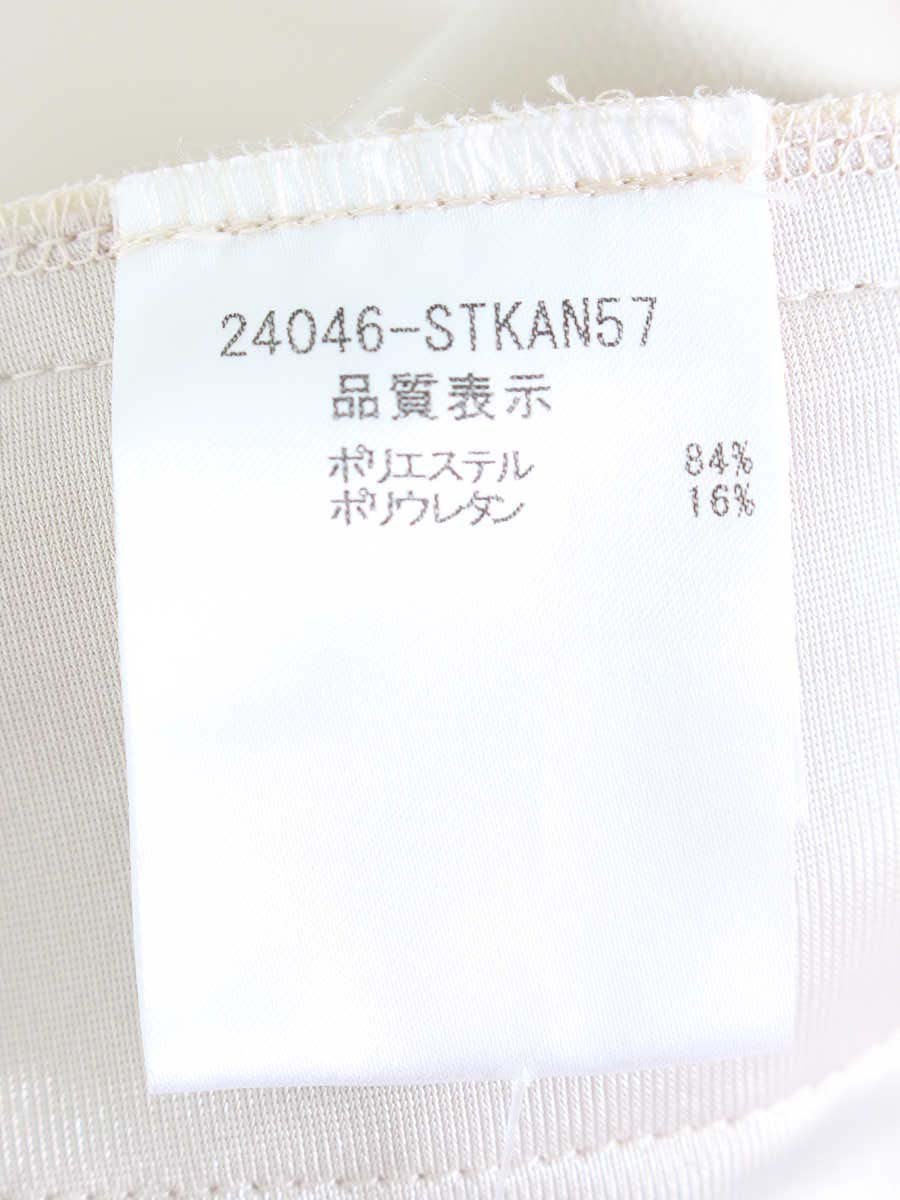 24046-STKAN57
品質表示
ポリエステル 84%
ポリウレタン 16%